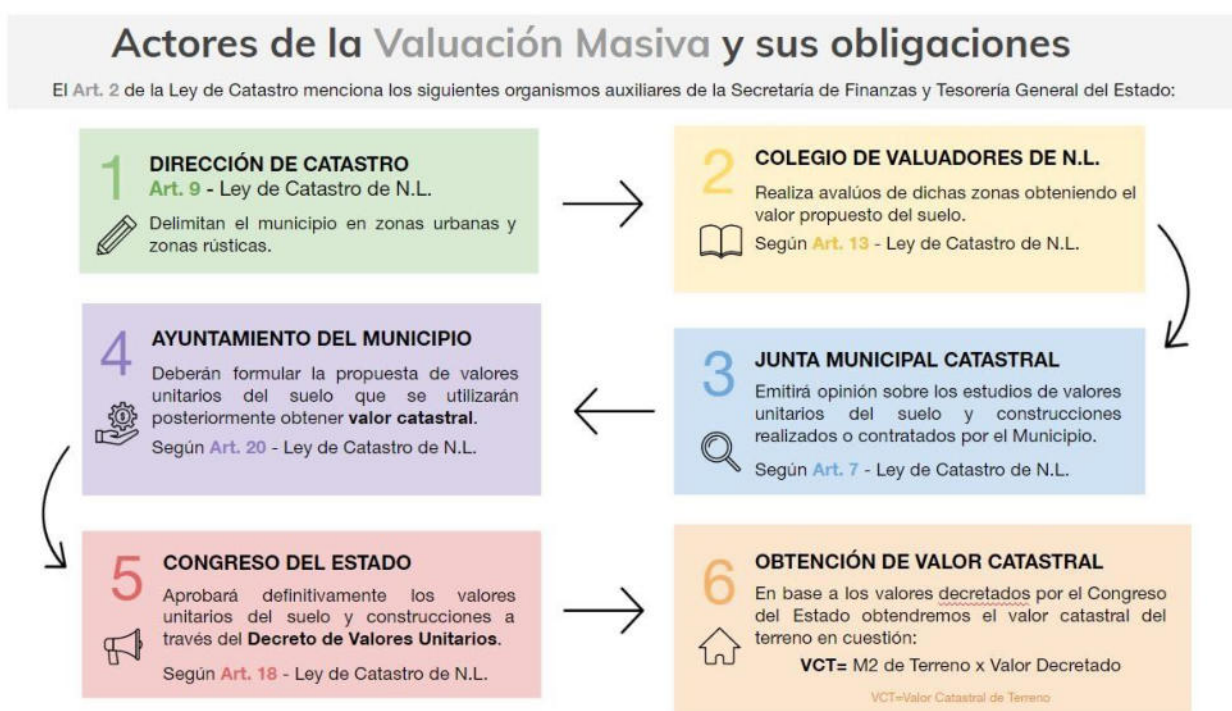 Actores de la Valuación Masiva y sus obligaciones
El Art. 2 de la Ley de Catastro menciona los siguientes organismos auxiliares de la Secretaría de Finanzas y Tesorería General del Estado:
1
DIRECCIÓN DE CATASTRO
Art. 9 - Ley de Catastro de N.L.
Delimitan el municipio en zonas urbanas y
zonas rústicas.
2
COLEGIO DE VALUADORES DE N.L.
Realiza avalúos de dichas zonas obteniendo el
valor propuesto del suelo.
Según Art. 13 - Ley de Catastro de N.L.
3
JUNTA MUNICIPAL CATASTRAL
Emitirá opinión sobre los estudios de valores
unitarios del suelo y construcciones
realizados o contratados por el Municipio.
Según Art. 7 - Ley de Catastro de N.L.
4
AYUNTAMIENTO DEL MUNICIPIO
Deberán formular la propuesta de valores
unitarios del suelo que se utilizarán
posteriormente obtener valor catastral.
Según Art. 20 - Ley de Catastro de N.L.
5
CONGRESO DEL ESTADO
Aprobará definitivamente los valores
unitarios del suelo y construcciones a
través del Decreto de Valores Unitarios.
Según Art. 18 - Ley de Catastro de N.L.
6
OBTENCIÓN DE VALOR CATASTRAL
En base a los valores decretados por el Congreso
del Estado obtendremos el valor catastral del
terreno en cuestión:
VCT= M2 de Terreno x Valor Decretado
VCT=Valor Catastral de Terreno